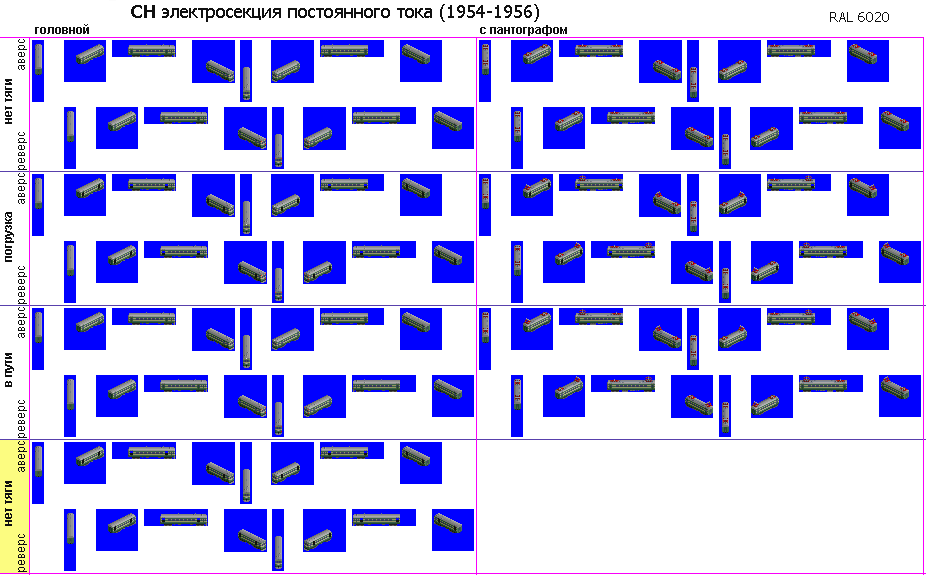 СН электросекция постоянного тока (1954-1956)
RAL 6020
головной
с пантографом
нет тяги
аверс
реверс
погрузка
аверс
реверс
в пути
аверс
реверс
нет тяги
аверс
реверс